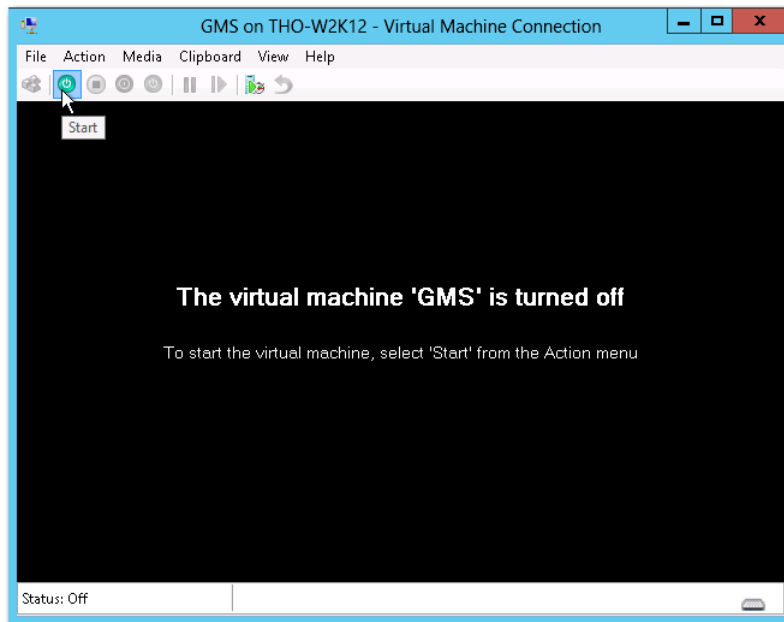 GMS on THO-W2K12 - Virtual Machine Connection
File Action Media Clipboard View Help
Start
The virtual machine 'GMS' is turned off
To start the virtual machine, select 'Start' from the Action menu
Status: Off